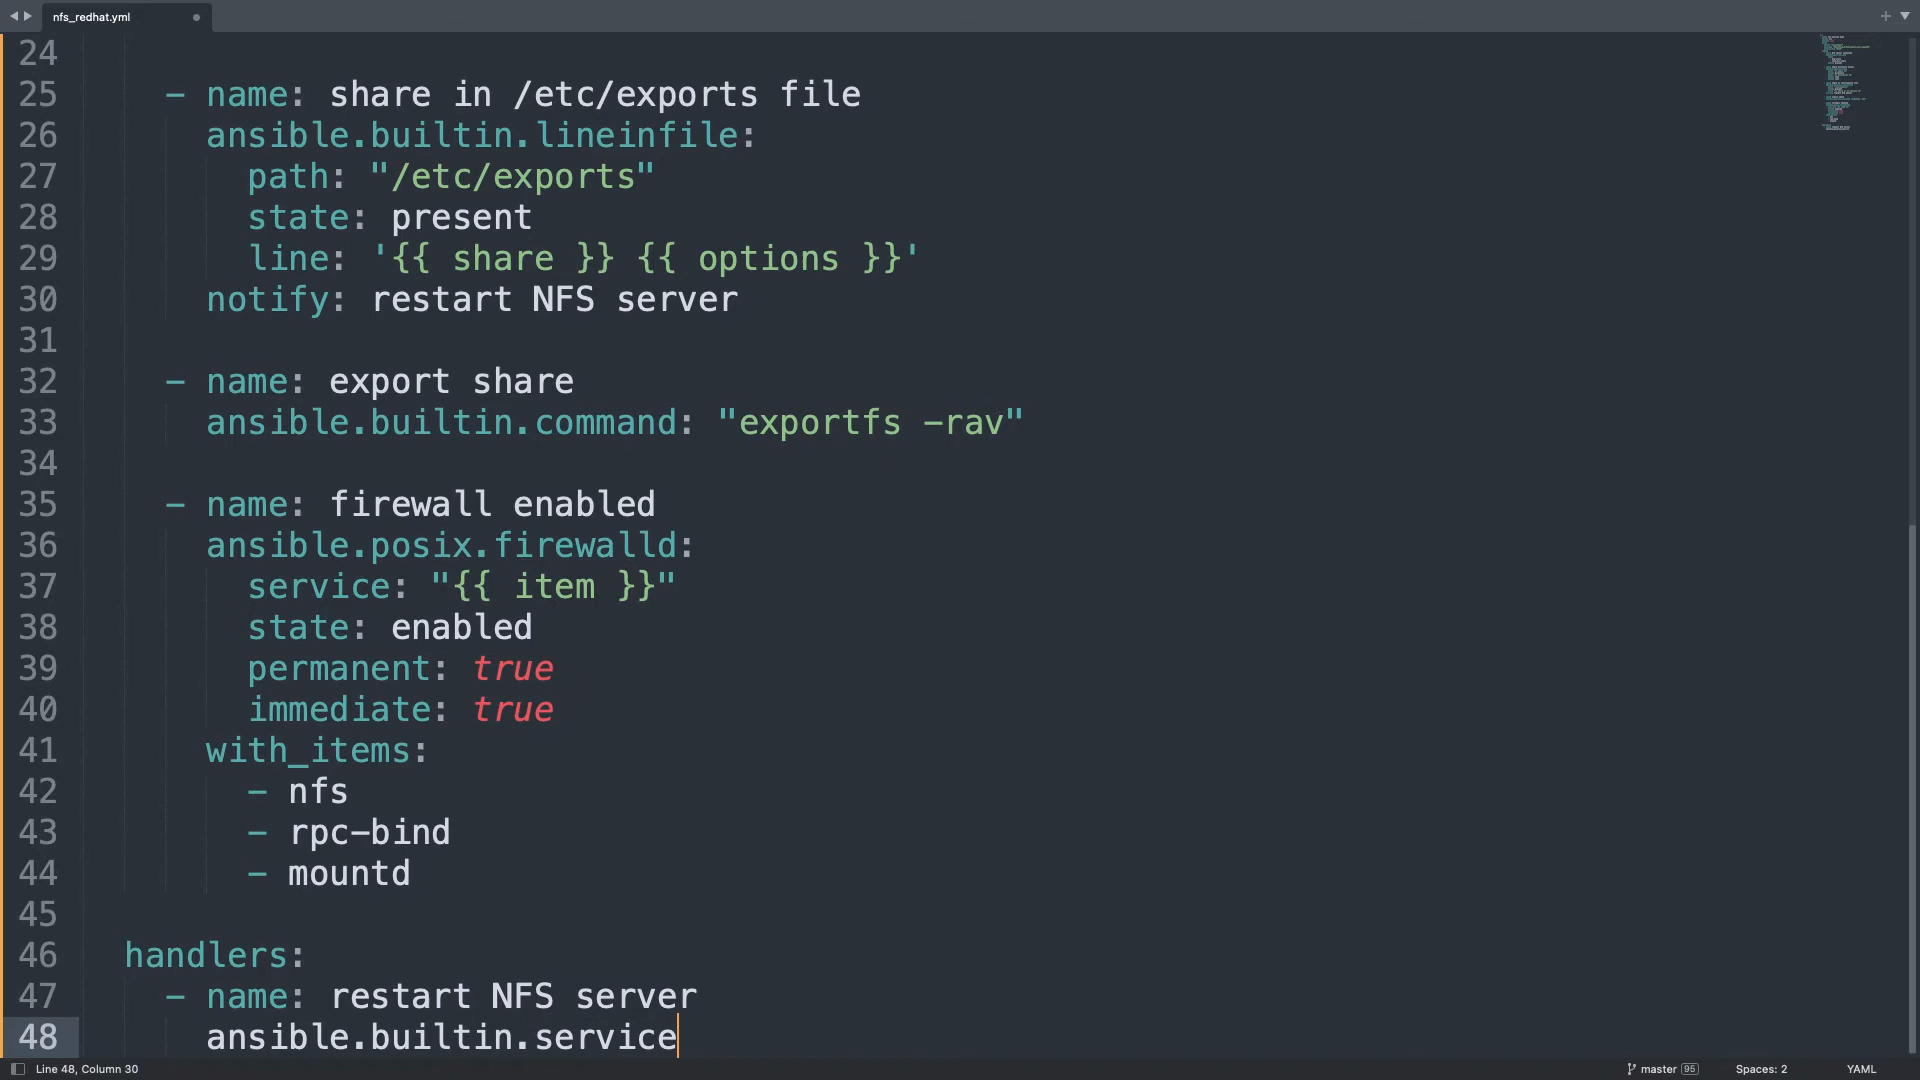 nfs_redhat.yml
24
25 - name: share in /etc/exports file
26 ansible.builtin.lineinfile:
27 path: "/etc/exports"
28 state: present
29 line: '{{ share }} {{ options }}'
30 notify: restart NFS server
31
32 - name: export share
33 ansible.builtin.command: "exportfs -rav"
34
35 - name: firewall enabled
36 ansible.posix.firewalld:
37 service: "{{ item }}"
38 state: enabled
39 permanent: true
40 immediate: true
41 with_items:
42 - nfs
43 - rpc-bind
44 - mountd
45
46 handlers:
47 - name: restart NFS server
48 ansible.builtin.service
Line 48, Column 30 master 95 Spaces: 2 YAML